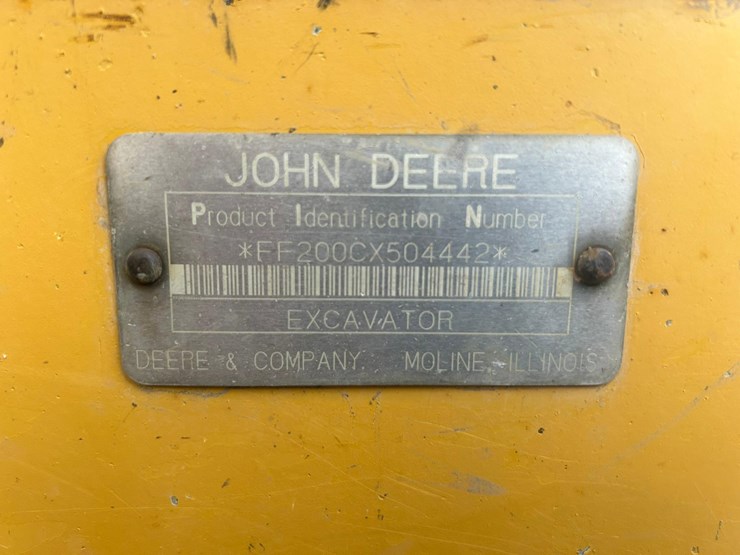 JOHN DEERE
Product Identification Number
*FF200CX504442*
EXCAVATOR
DEERE & COMPANY. MOLINE, ILLINOIS